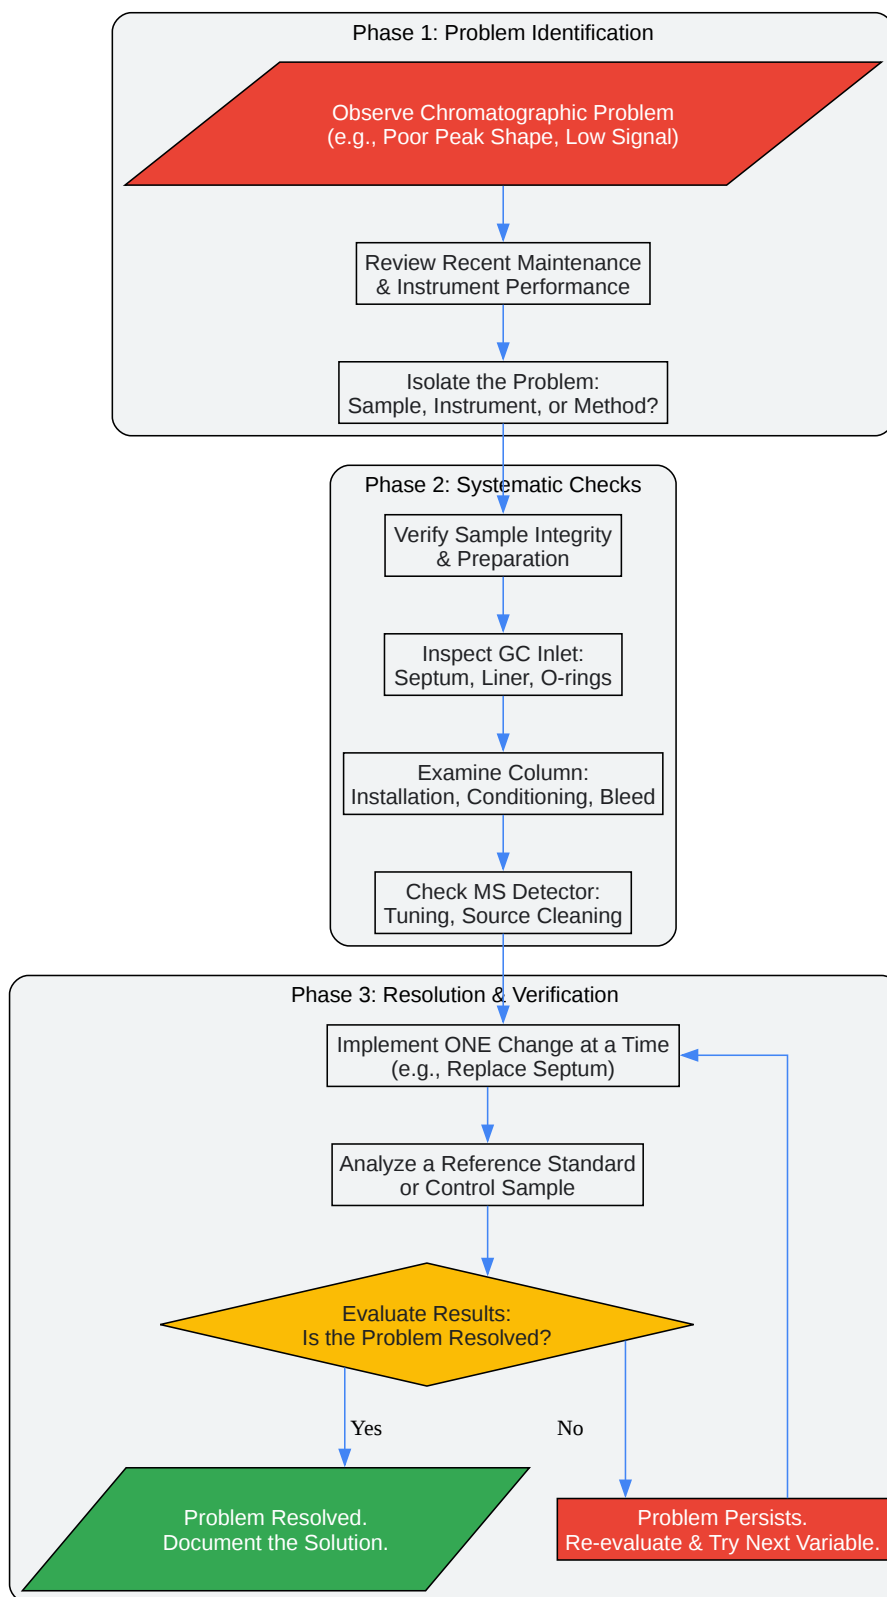 Phase 1: Problem Identification
Observe Chromatographic Problem
(e.g., Poor Peak Shape, Low Signal)
Review Recent Maintenance
& Instrument Performance
Isolate the Problem:
Sample, Instrument, or Method?
Phase 2: Systematic Checks
Verify Sample Integrity
& Preparation
Inspect GC Inlet:
Septum, Liner, O-rings
Examine Column:
Installation, Conditioning, Bleed
Check MS Detector:
Tuning, Source Cleaning
Phase 3: Resolution & Verification
Implement ONE Change at a Time
(e.g., Replace Septum)
Analyze a Reference Standard
or Control Sample
Evaluate Results:
Is the Problem Resolved?
Yes
No
Problem Resolved.
Document the Solution.
Problem Persists.
Re-evaluate & Try Next Variable.